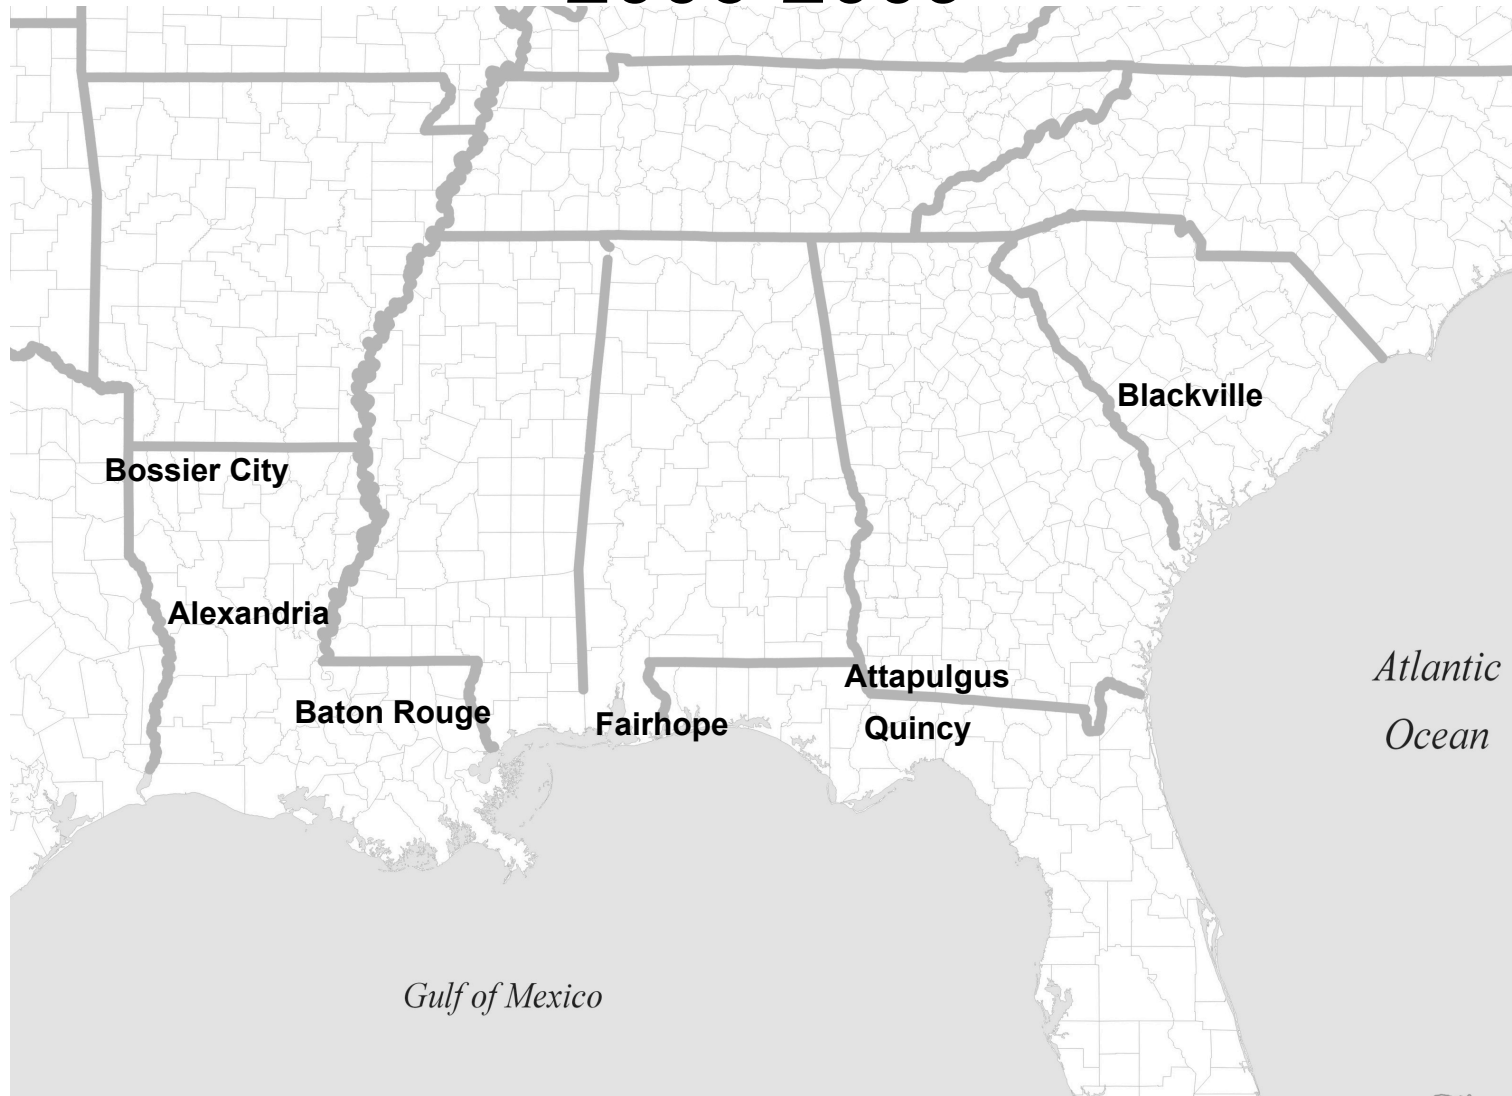 Blackville
Bossier City
Alexandria
Attapulgus
Baton Rouge
Fairhope
Quincy
Atlantic
Ocean
Gulf of Mexico